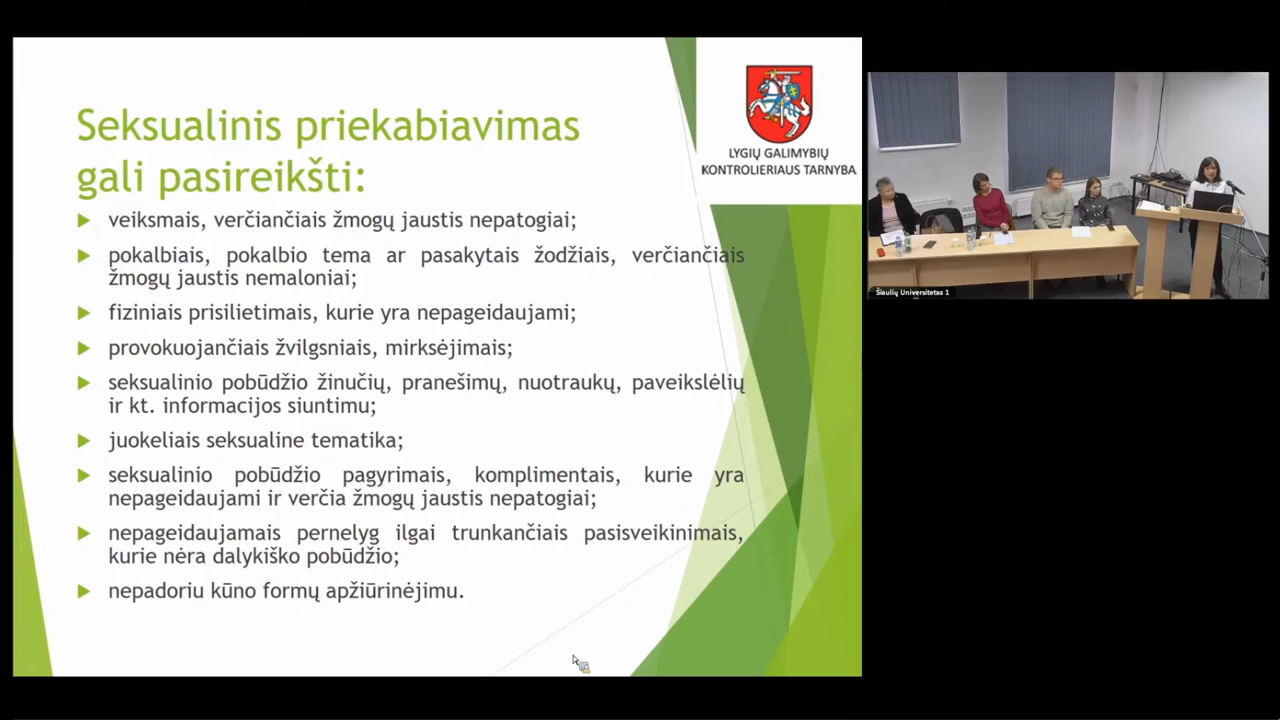 Seksualinis priekabiavimas
gali pasireikšti:
veiksmais, verčiančiais žmogų jaustis nepatogiai;
pokalbiais, pokalbio tema ar pasakytais žodžiais, verčiančiais
žmogų jaustis nemaloniai;
fiziniais prisilietimais, kurie yra nepageidaujami;
provokuojančiais žvilgsniais, mirksėjimais;
seksualinio pobūdžio žinučių, pranešimų, nuotraukų, paveikslėlių
ir kt. informacijos siuntimu;
juokeliais seksualine tematika;
seksualinio pobūdžio pagyrimais, komplimentais, kurie yra
nepageidaujami ir verčia žmogų jaustis nepatogiai;
nepageidaujamais pernelyg ilgai trunkančiais pasisveikinimais,
kurie nėra dalykiško pobūdžio;
nepadoriu kūno formų apžiūrinėjimu.
LYGIŲ GALIMYBIŲ
KONTROLIERIAUS TARNYBA
Šiaulių Universitetas 1